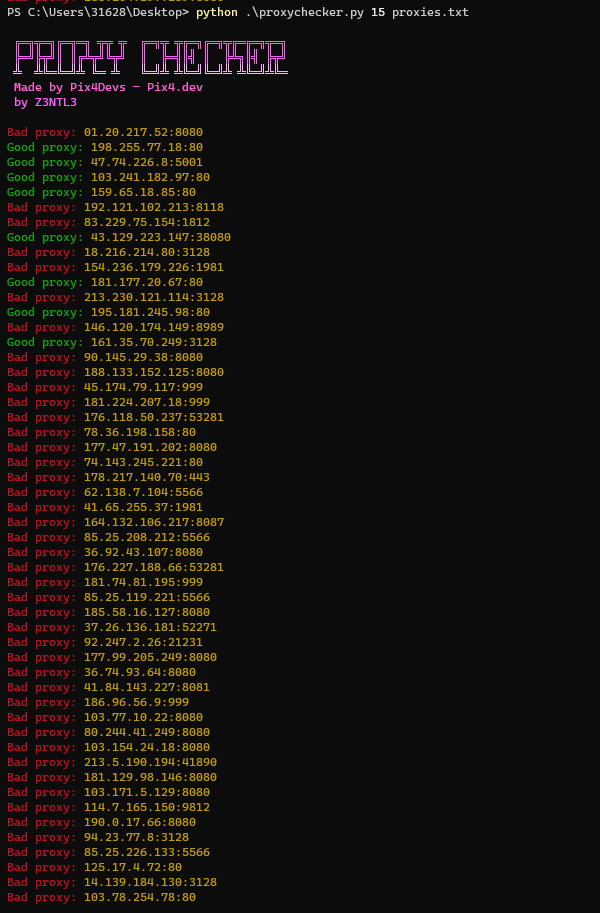 PS C:\Users\31628\Desktop> python .\proxychecker.py 15 proxies.txt
PROXY CHECKER
Made by Pix4Devs - Pix4.dev
by Z3NTL3
Bad proxy: 01.20.217.52:8080
Good proxy: 198.255.77.18:80
Good proxy: 47.74.226.8:5001
Good proxy: 103.241.182.97:80
Good proxy: 159.65.18.85:80
Bad proxy: 192.121.102.213:8118
Bad proxy: 83.229.75.154:1812
Good proxy: 43.129.223.147:38080
Bad proxy: 18.216.214.80:3128
Bad proxy: 154.236.179.226:1981
Good proxy: 181.177.20.67:80
Bad proxy: 213.230.121.114:3128
Good proxy: 195.181.245.98:80
Bad proxy: 146.120.174.149:8989
Good proxy: 161.35.70.249:3128
Bad proxy: 90.145.29.38:8080
Bad proxy: 188.133.152.125:8080
Bad proxy: 45.174.79.117:999
Bad proxy: 181.224.207.18:999
Bad proxy: 176.118.50.237:53281
Bad proxy: 78.36.198.158:80
Bad proxy: 177.47.191.202:8080
Bad proxy: 74.143.245.221:80
Bad proxy: 178.217.140.70:443
Bad proxy: 62.138.7.104:5566
Bad proxy: 41.65.255.37:1981
Bad proxy: 164.132.106.217:8087
Bad proxy: 85.25.208.212:5566
Bad proxy: 36.92.43.107:8080
Bad proxy: 176.227.188.66:53281
Bad proxy: 181.74.81.195:999
Bad proxy: 85.25.119.221:5566
Bad proxy: 185.58.16.127:8080
Bad proxy: 37.26.136.181:52271
Bad proxy: 92.247.2.26:21231
Bad proxy: 177.99.205.249:8080
Bad proxy: 36.74.93.64:8080
Bad proxy: 41.84.143.227:8081
Bad proxy: 186.96.56.9:999
Bad proxy: 103.77.10.22:8080
Bad proxy: 80.244.41.249:8080
Bad proxy: 103.154.24.18:8080
Bad proxy: 213.5.190.194:41890
Bad proxy: 181.129.98.146:8080
Bad proxy: 103.171.5.129:8080
Bad proxy: 114.7.165.150:9812
Bad proxy: 190.0.17.66:8080
Bad proxy: 94.23.77.8:3128
Bad proxy: 85.25.226.133:5566
Bad proxy: 125.17.4.72:80
Bad proxy: 14.139.184.130:3128
Bad proxy: 103.78.254.78:80